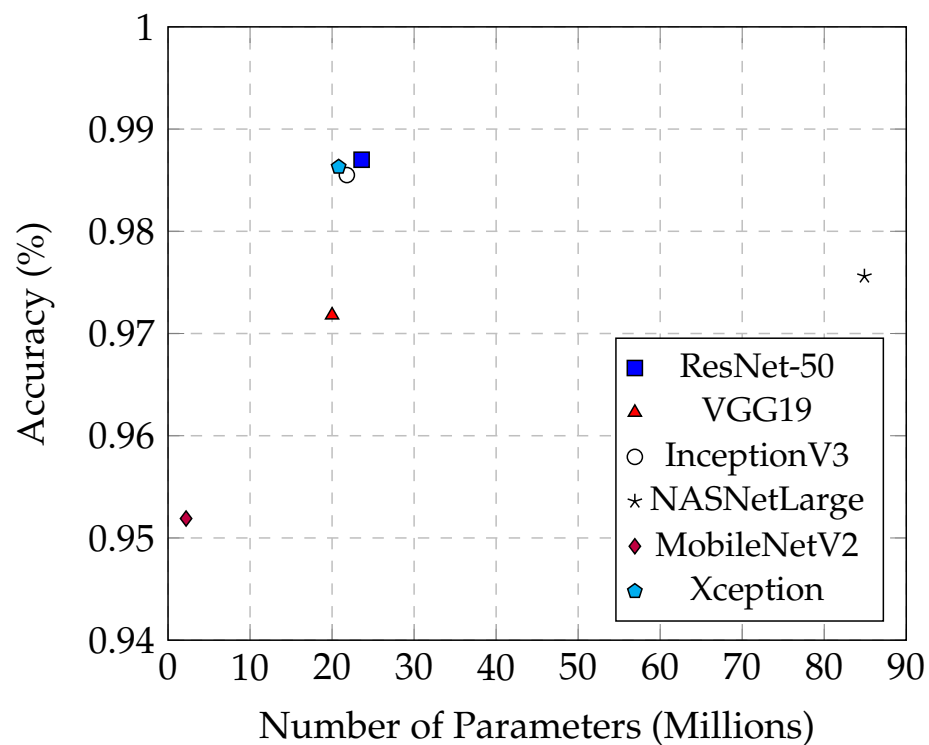 1
0.99
0.98
0.97
0.96
0.95
0.94
Accuracy (%)
ResNet-50
VGG19
InceptionV3
NASNetLarge
MobileNetV2
Xception
0 10 20 30 40 50 60 70 80 90
Number of Parameters (Millions)